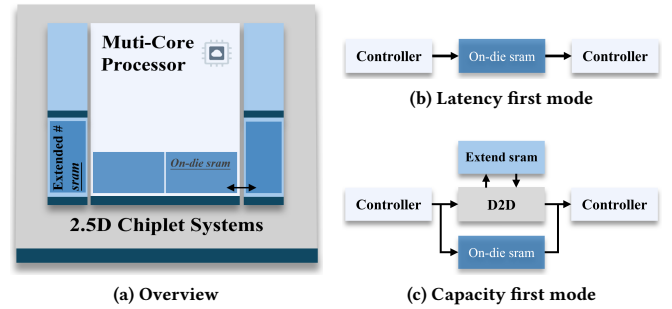 Muti-Core
Processor
Extended #
sram
On-die sram
2.5D Chiplet Systems
(a) Overview
Controller
On-die sram
Controller
(b) Latency first mode
Extend sram
Controller
D2D
Controller
On-die sram
(c) Capacity first mode